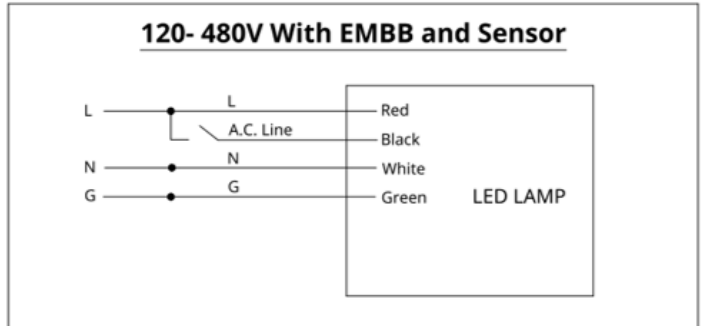 120- 480V With EMBB and Sensor
L
L
Red
A.C. Line
Black
N
N
White
G
G
Green
LED LAMP